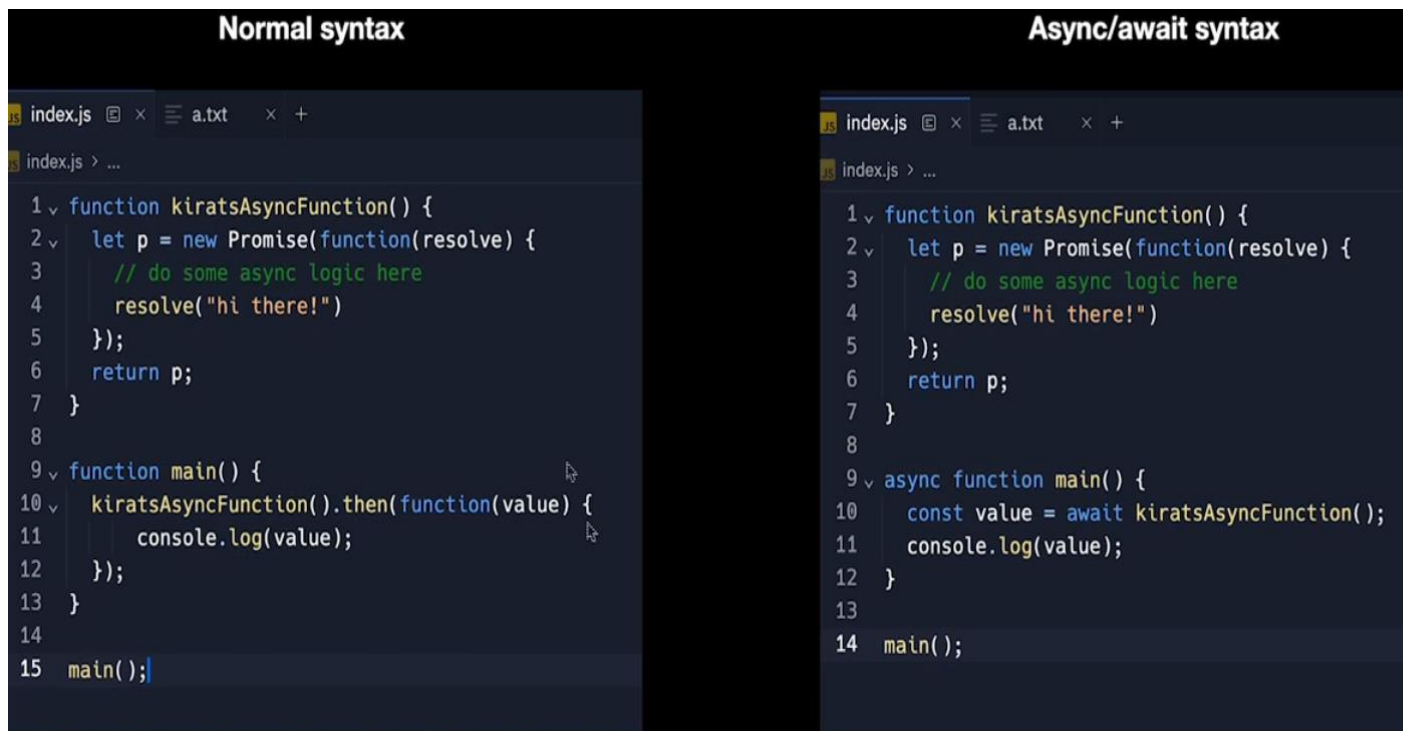 Normal syntax
JS index.js E × a.txt × +
JS index.js > ...
1 function kiratsAsyncFunction() {
2 let p = new Promise(function(resolve) {
3 // do some async logic here
4 resolve("hi there!")
5 });
6 return p;
7 }
8
9 function main() {
10 kiratsAsyncFunction().then(function(value) {
11 console.log(value);
12 });
13 }
14
15 main();
Async/await syntax
JS index.js E × a.txt × +
JS index.js > ...
1 function kiratsAsyncFunction() {
2 let p = new Promise(function(resolve) {
3 // do some async logic here
4 resolve("hi there!")
5 });
6 return p;
7 }
8
9 async function main() {
10 const value = await kiratsAsyncFunction();
11 console.log(value);
12 }
13
14 main();